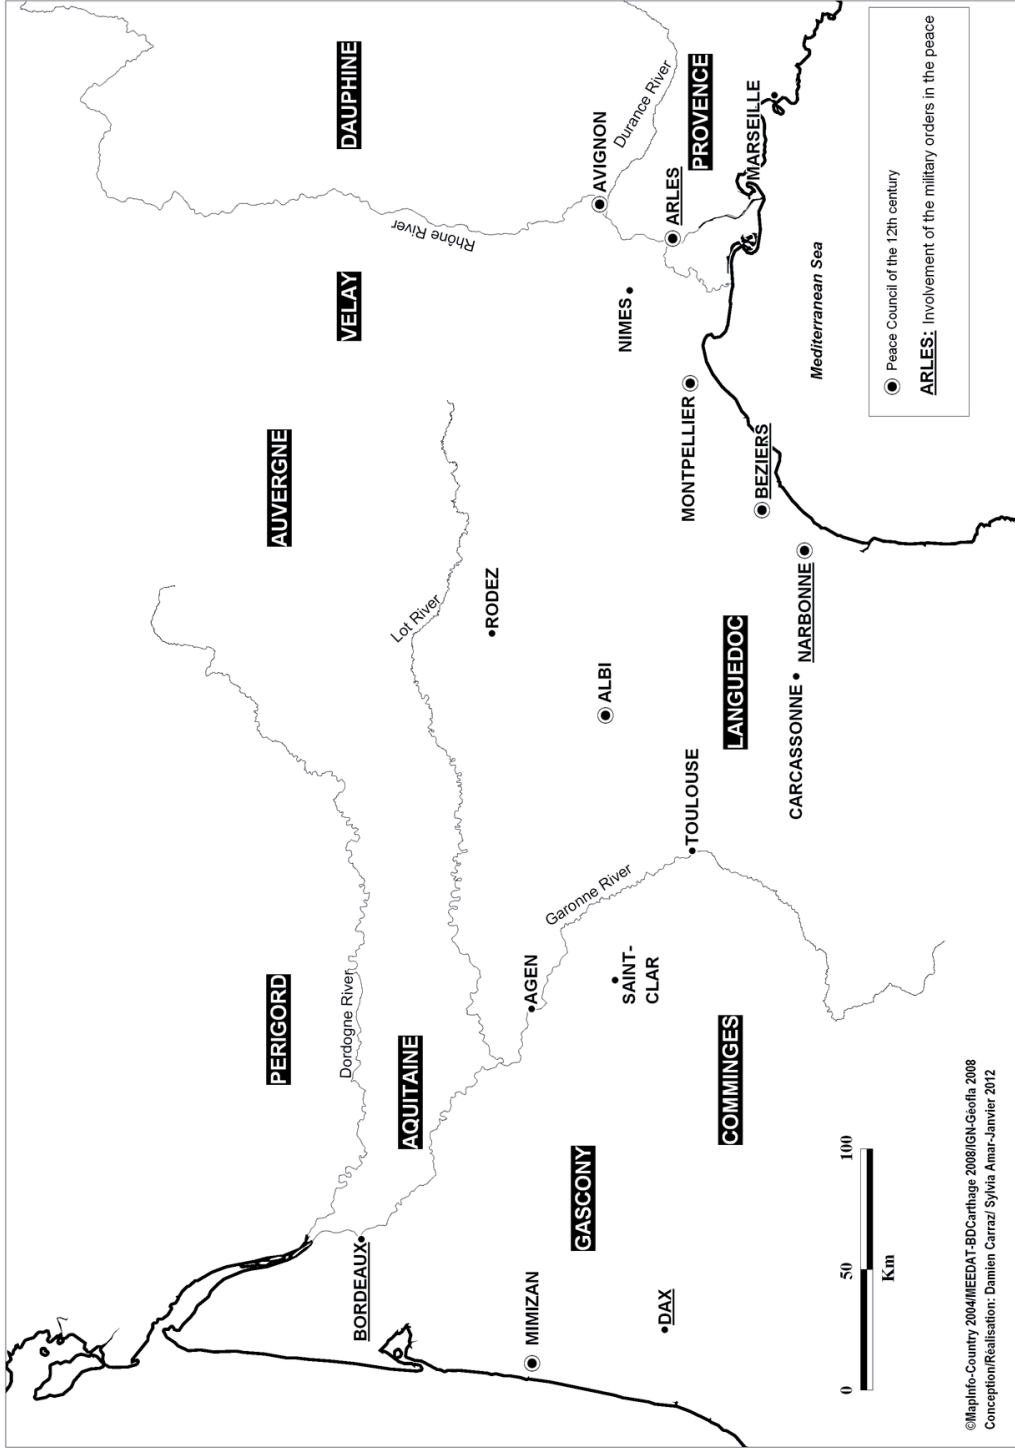 DAUPHINE
Durance River
PROVENCE
AVIGNON
MARSEILLE
ARLES
Rhône River
VELAY
NIMES
Mediterranean Sea
AUVERGNE
MONTPELLIER
BEZIERS
Lot River
RODEZ
NARBONNE
ALBI
LANGUEDOC
CARCASSONNE
TOULOUSE
Garonne River
PERIGORD
Dordogne River
AGEN
SAINT-
CLAR
AQUITAINE
COMMINGES
GASCONY
BORDEAUX
MIMIZAN
DAX
0
50
100
Km
Peace Council of the 12th century
ARLES: Involvement of the military orders in the peace
©MapInfo-Country 2004/MEEDAT-BDCarthage 2008/IGN-Géofla 2008
Conception/Réalisation: Damien Carraz/ Sylvia Amar-Janvier 2012